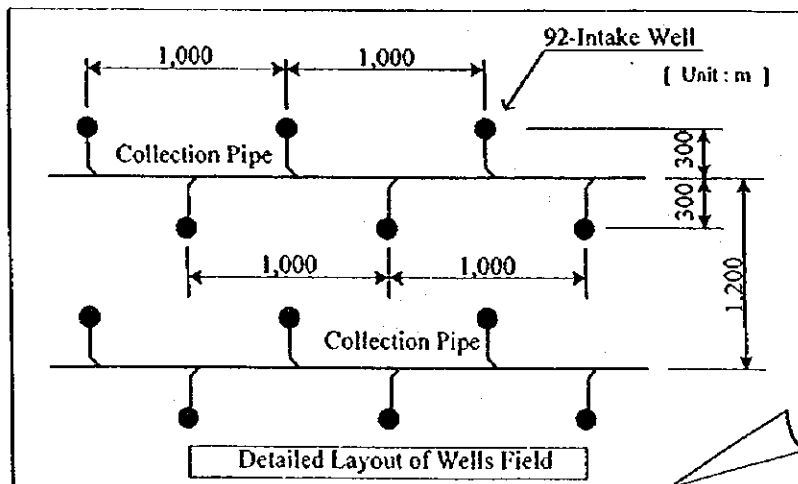 1,000
1,000
92-Intake Well
[ Unit : m ]
Collection Pipe
300
300
1,000
1,000
1,200
Collection Pipe
Detailed Layout of Wells Field